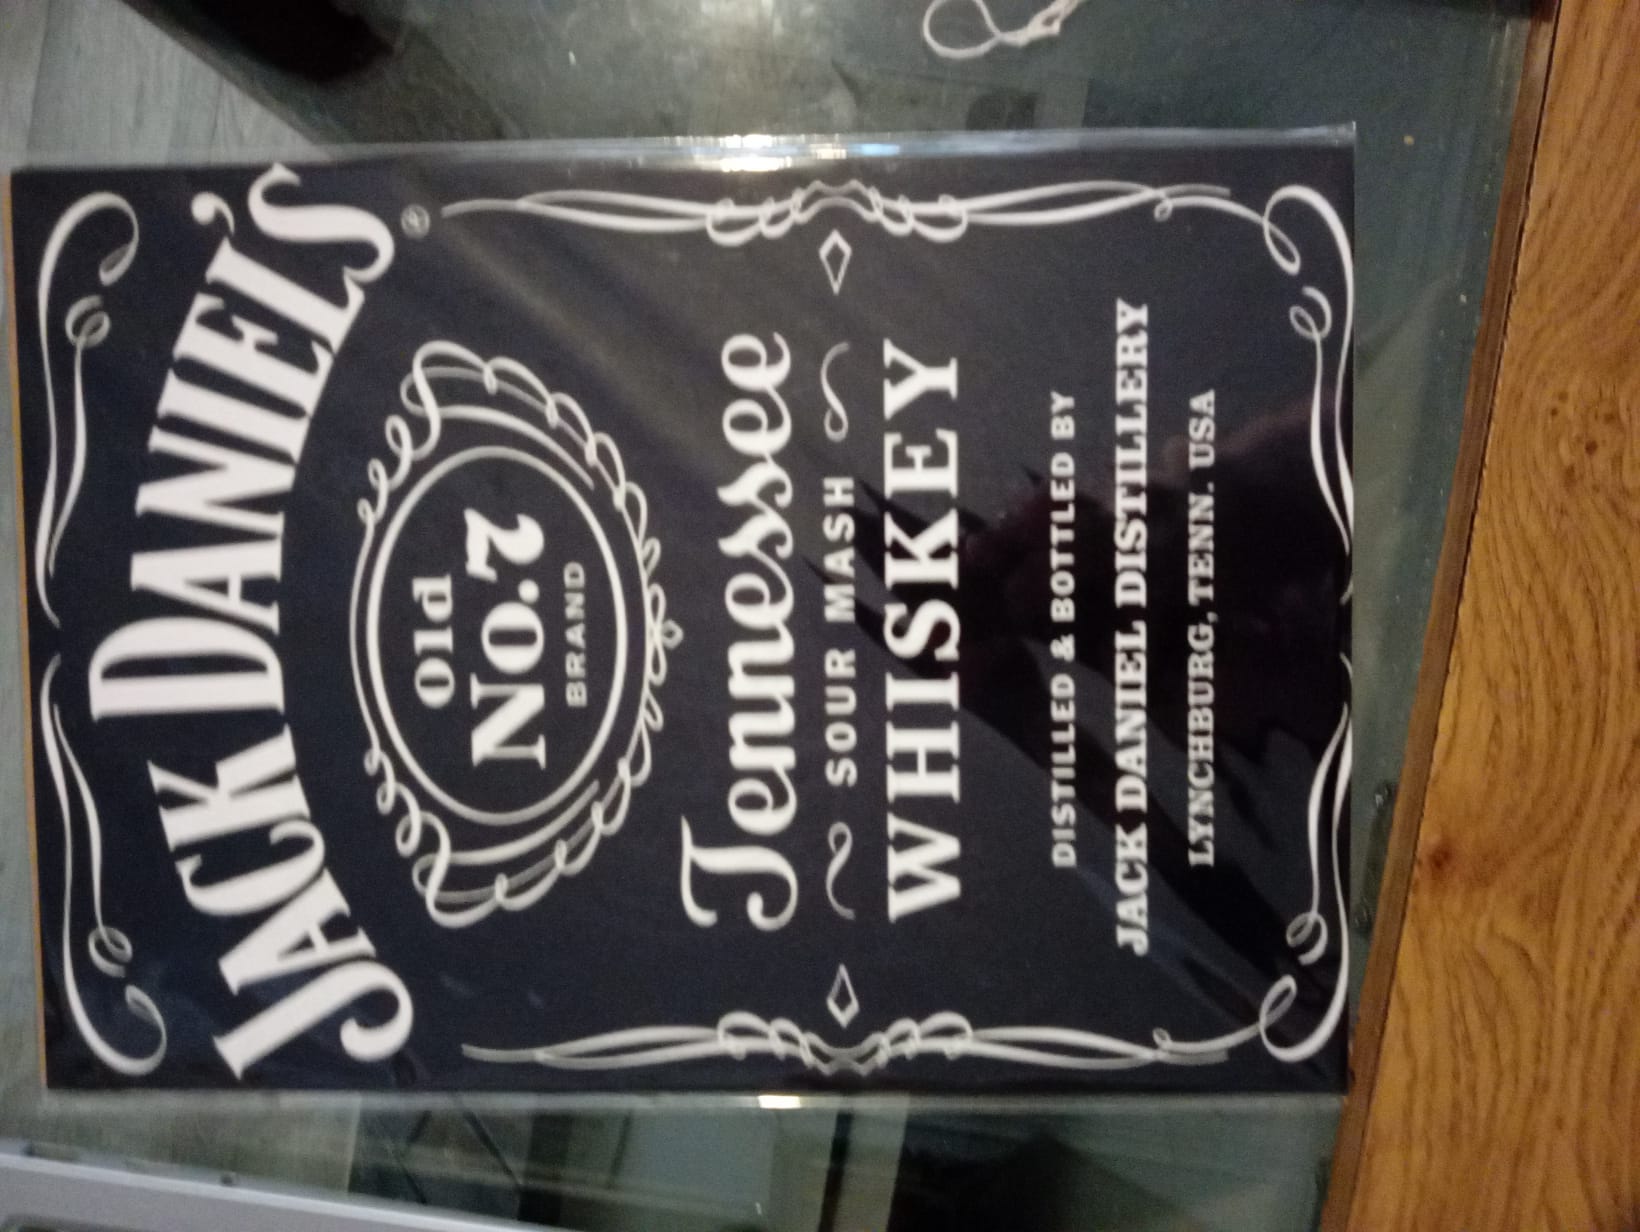 JACK DANIEL'S
®
Old
No.7
BRAND
Tennessee
SOUR MASH
WHISKEY
DISTILLED & BOTTLED BY
JACK DANIEL DISTILLERY
LYNCHBURG, TENN. USA